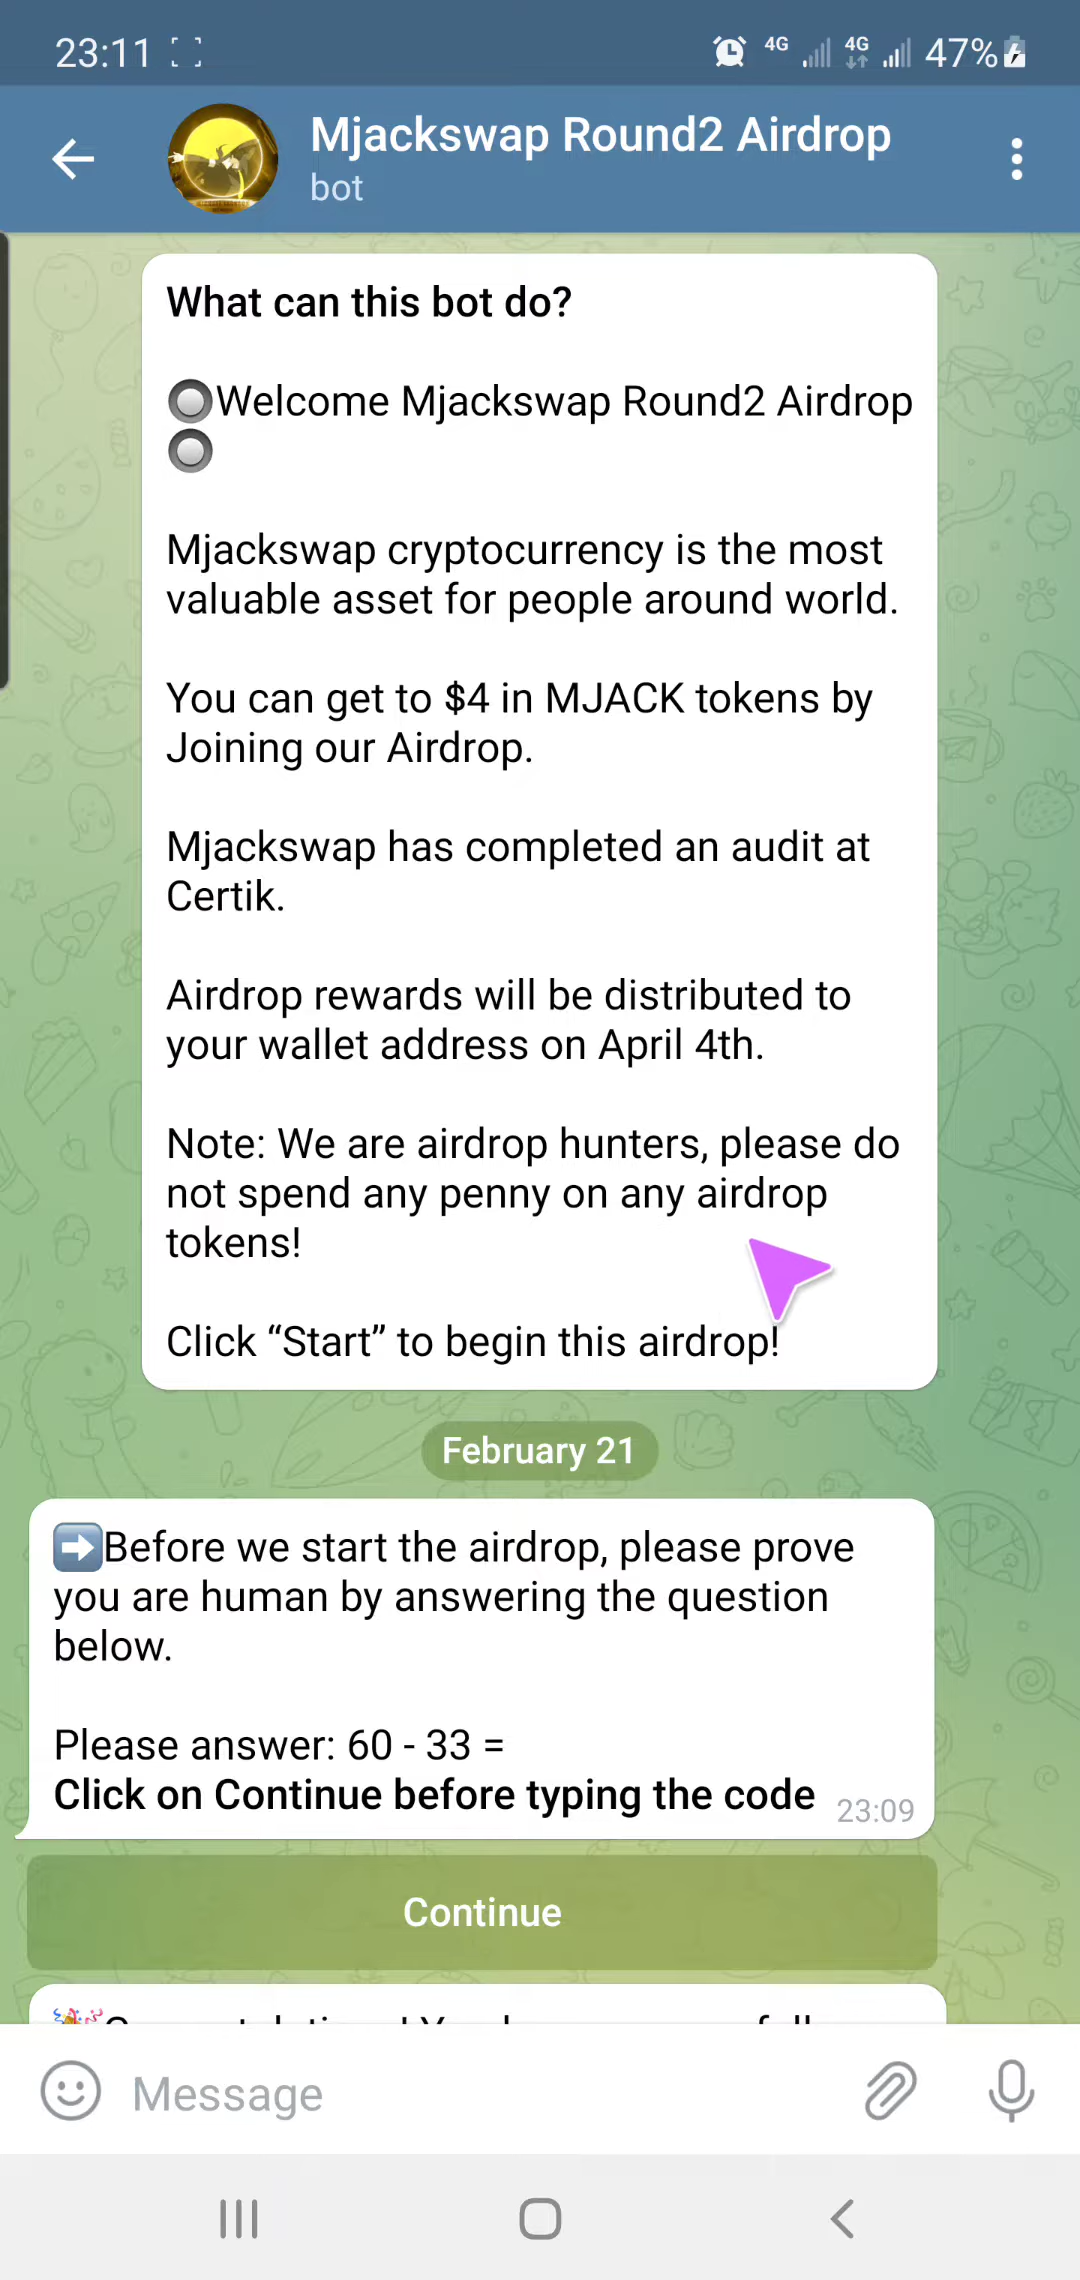 23:11
4G 4G 47%
Mjackswap Round2 Airdrop
bot
What can this bot do?
Welcome Mjackswap Round2 Airdrop
Mjackswap cryptocurrency is the most
valuable asset for people around world.
You can get to $4 in MJACK tokens by
Joining our Airdrop.
Mjackswap has completed an audit at
Certik.
Airdrop rewards will be distributed to
your wallet address on April 4th.
Note: We are airdrop hunters, please do
not spend any penny on any airdrop
tokens!
Click “Start” to begin this airdrop!
February 21
Before we start the airdrop, please prove
you are human by answering the question
below.
Please answer: 60 - 33 =
Click on Continue before typing the code
23:09
Continue
Message